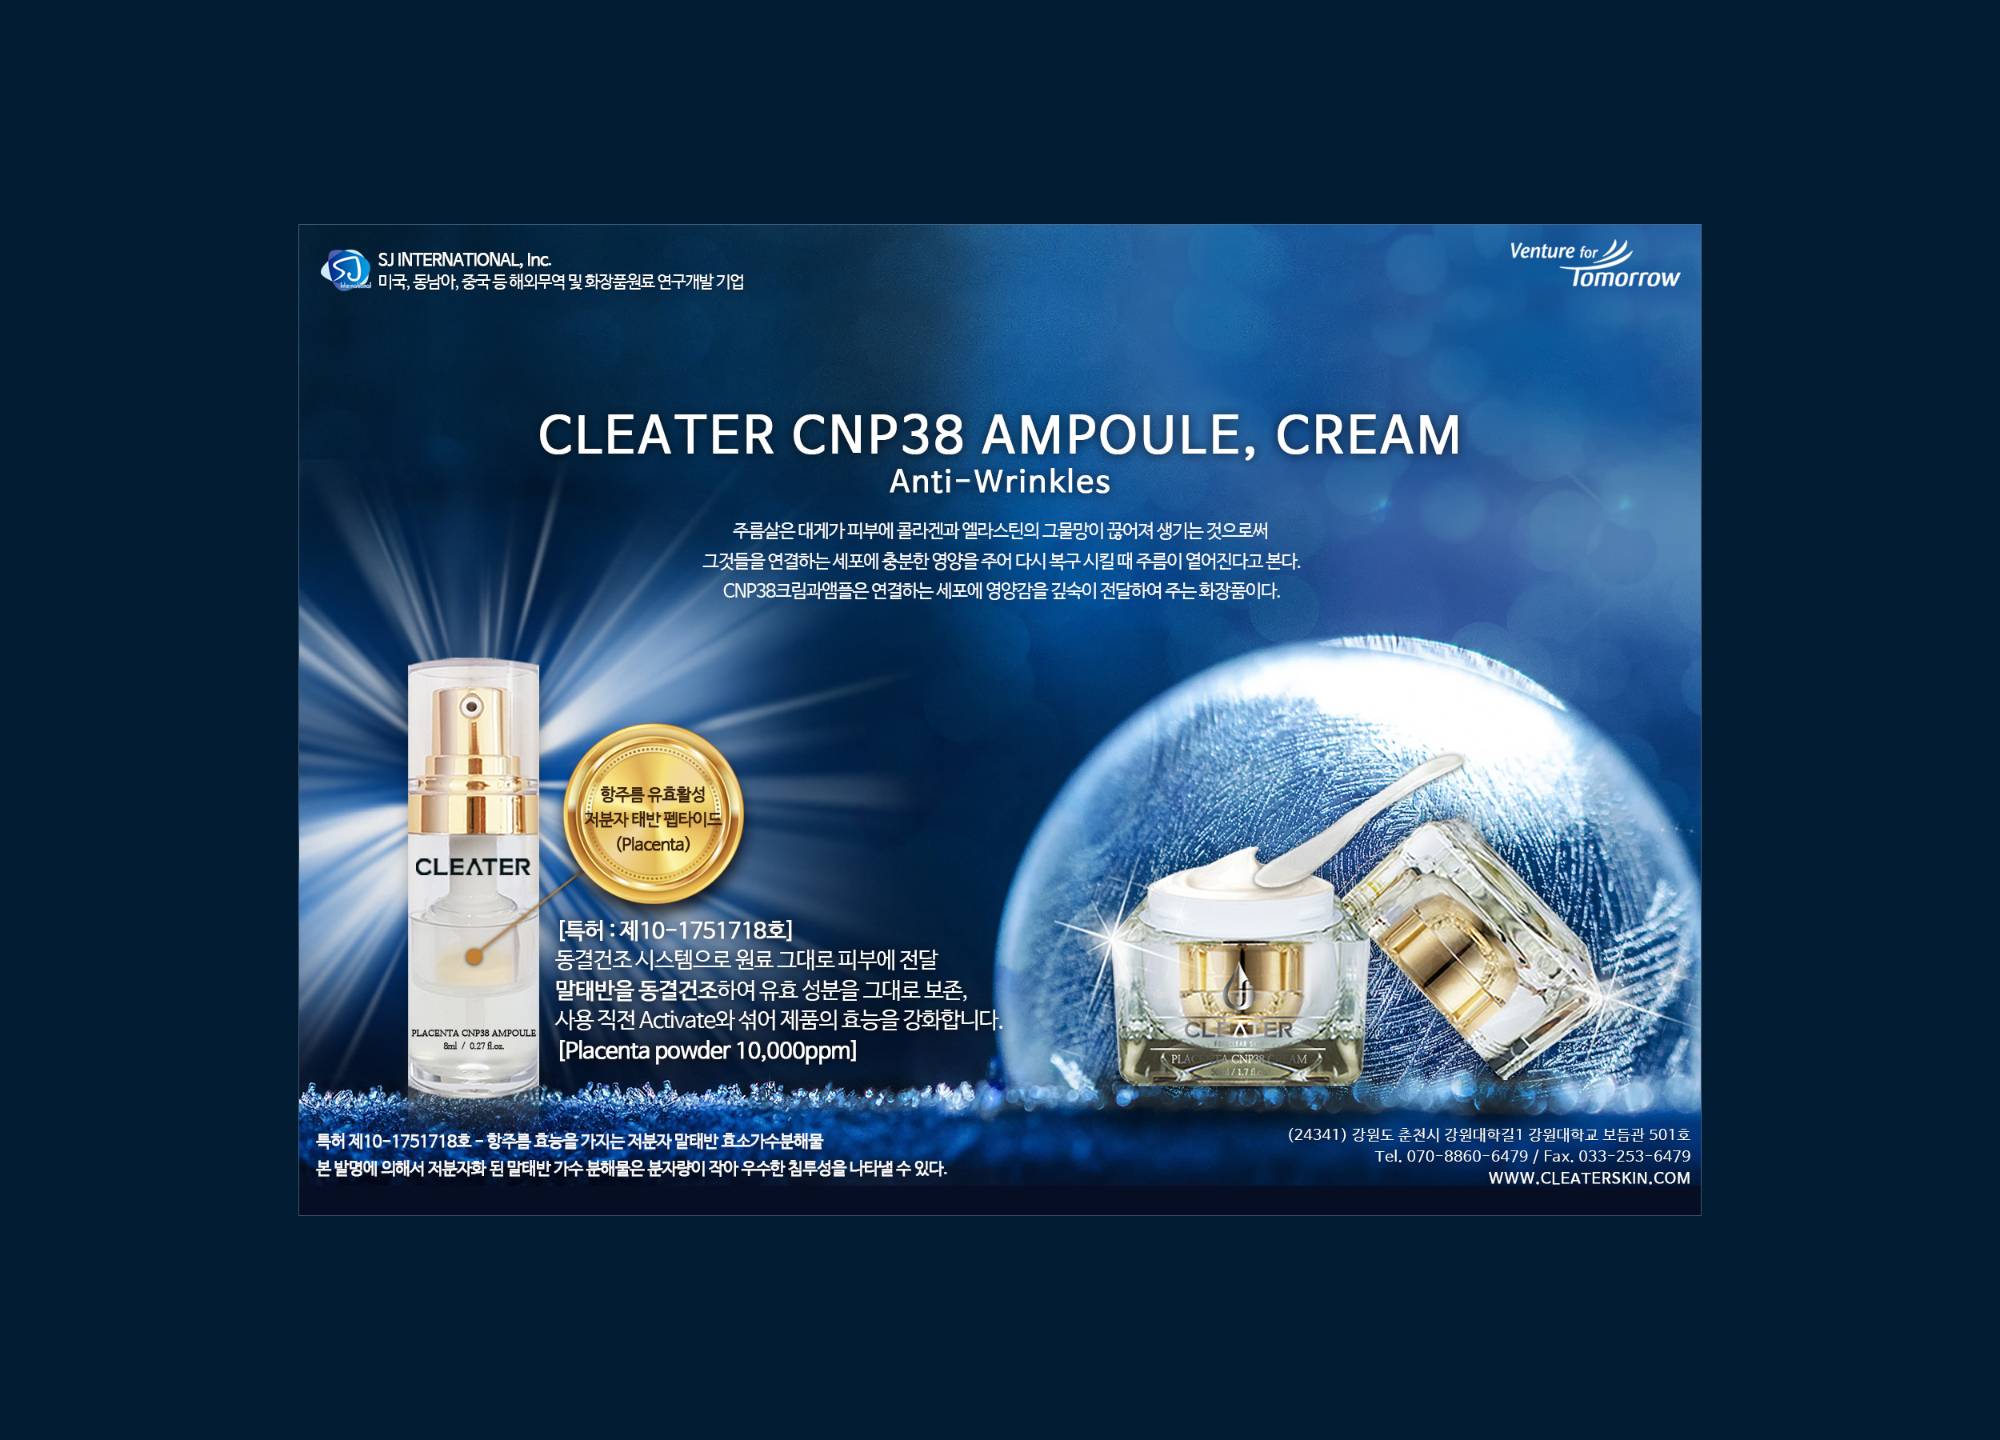 SJ INTERNATIONAL, Inc.
미국, 동남아, 중국 등 해외무역 및 화장품원료 연구개발 기업
Venture for
Tomorrow
CLEATER CNP38 AMPOULE, CREAM
Anti-Wrinkles
주름살은 대게가 피부에 콜라겐과 엘라스틴의 그물망이 끊어져 생기는 것으로써
그것들을 연결하는 세포에 충분한 영양을 주어 다시 복구 시킬 때 주름이 옅어진다고 본다.
CNP38크림과앰플은 연결하는 세포에 영양감을 깊숙이 전달하여 주는 화장품이다.
항주름 유효활성
저분자 태반 펩타이드
(Placenta)
CLEATER
PLACENTA CNP38 AMPOULE
8ml / 0.27 fl.oz.
[특허 : 제10-1751718호]
동결건조 시스템으로 원료 그대로 피부에 전달
말태반을 동결건조하여 유효 성분을 그대로 보존,
사용 직전 Activate와 섞어 제품의 효능을 강화합니다.
[Placenta powder 10,000ppm]
CLEATER
PLACENTA CNP38 CREAM
특허 제10-1751718호 - 항주름 효능을 가지는 저분자 말태반 효소가수분해물
본 발명에 의해서 저분자화 된 말태반 가수 분해물은 분자량이 작아 우수한 침투성을 나타낼 수 있다.
(24341) 강원도 춘천시 강원대학길1 강원대학교 보듬관 501호
Tel. 070-8860-6479 / Fax. 033-253-6479
WWW.CLEATERSKIN.COM